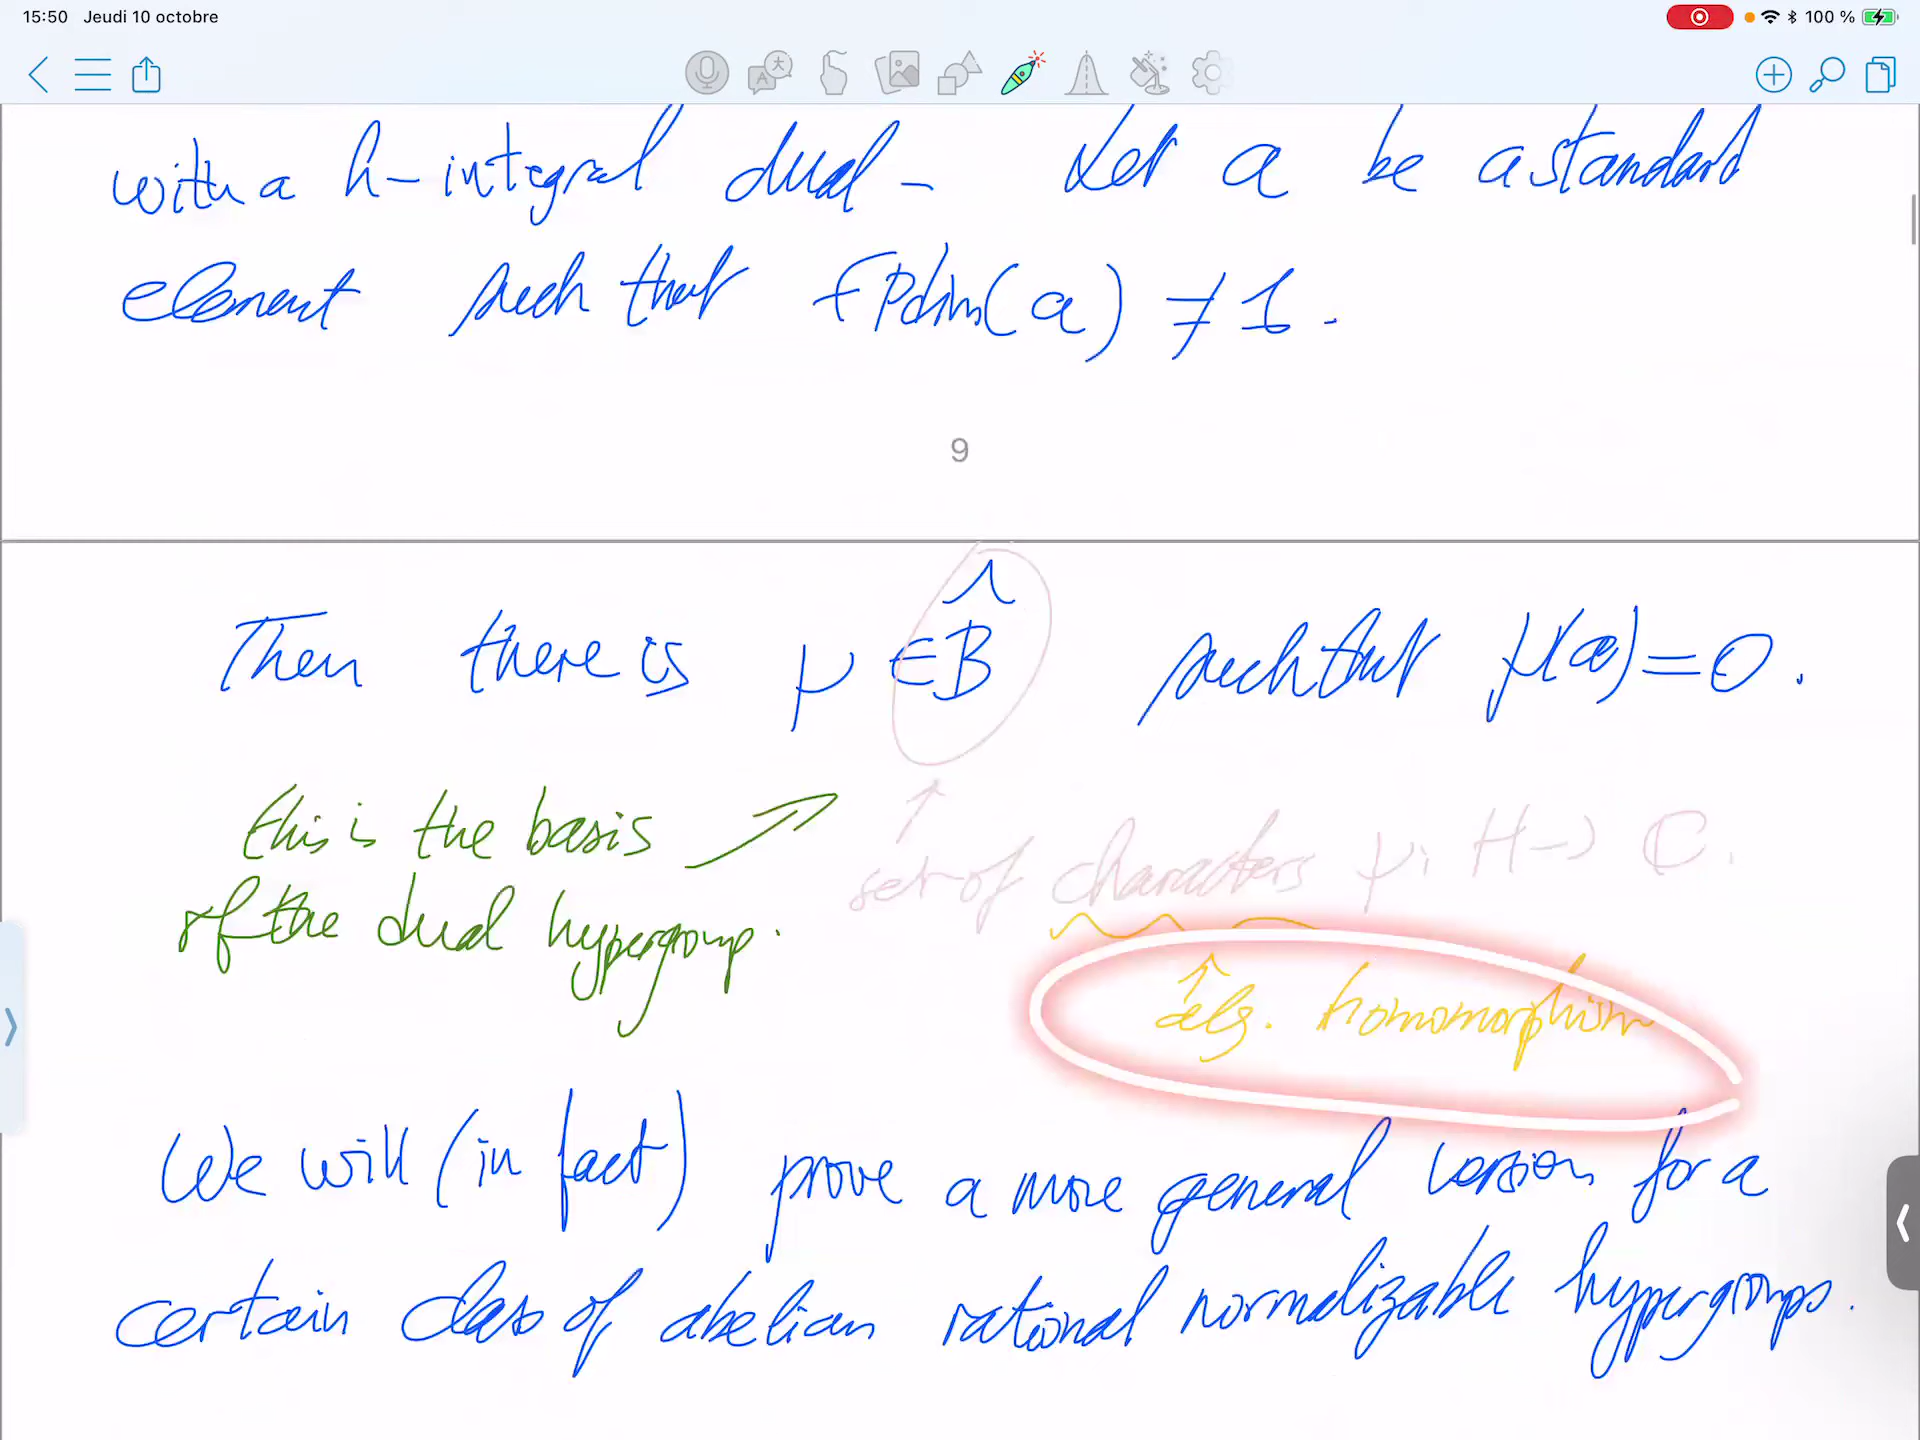 15:50 Jeudi 10 octobre 100 %
with a h-integral dual. Let a be a standard
element such that FPdim(a) ≠ 1.
9
Then there is μ ∈ B̂ such that μ(a) = 0.
this is the basis
of the dual hypergroup.
set of characters μ: H → ℂ.
alg. homomorphism
We will (in fact) prove a more general version for a
certain class of abelian rational normalizable hypergroups.